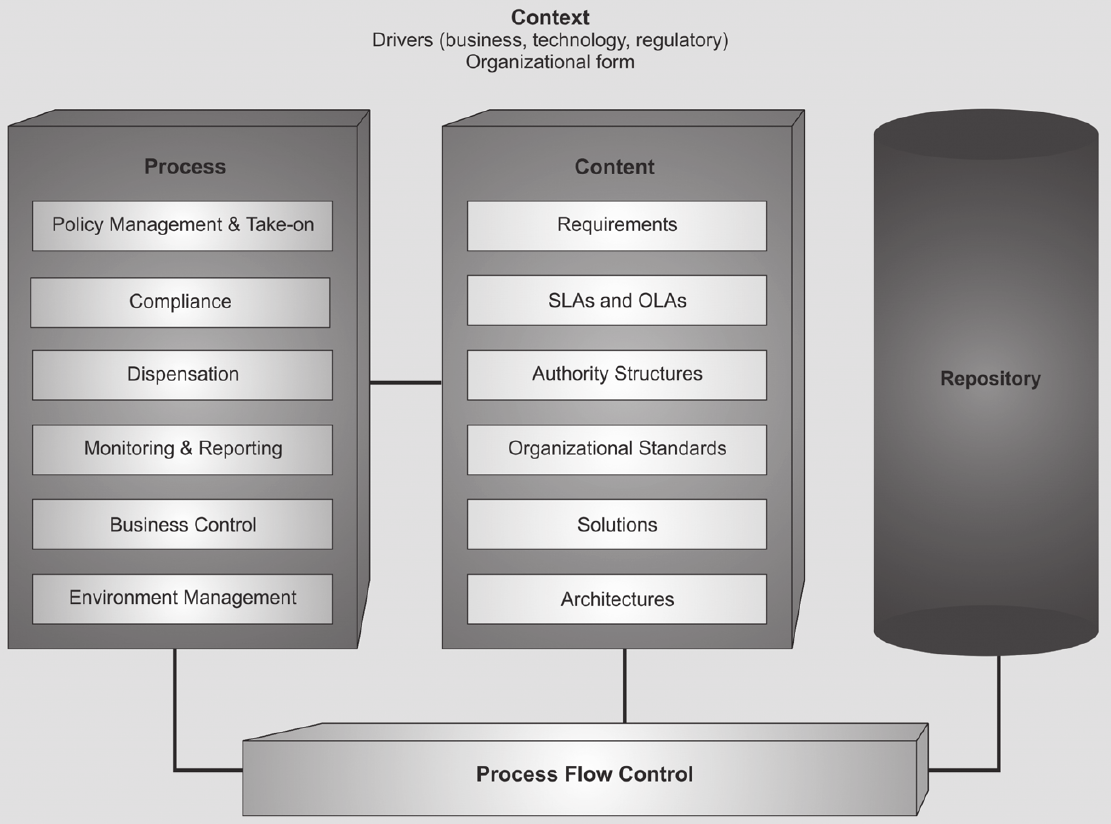 Context
Drivers (business, technology, regulatory)
Organizational form
Process
Policy Management & Take-on
Compliance
Dispensation
Monitoring & Reporting
Business Control
Environment Management
Content
Requirements
SLAs and OLAs
Authority Structures
Organizational Standards
Solutions
Architectures
Repository
Process Flow Control